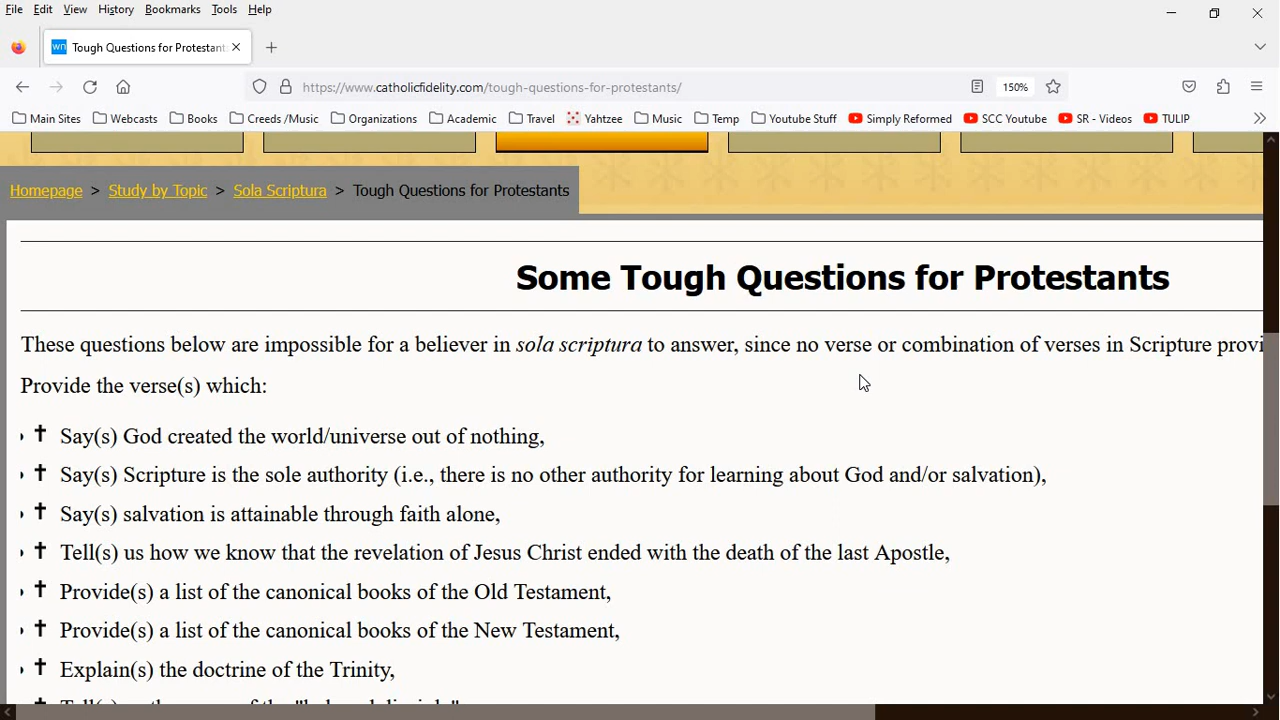 File Edit View History Bookmarks Tools Help
wn Tough Questions for Protestant
https://www.catholicfidelity.com/tough-questions-for-protestants/ 150%
Main Sites Webcasts Books Creeds /Music Organizations Academic Travel Yahtzee Music Temp Youtube Stuff Simply Reformed SCC Youtube SR - Videos TULIP
Homepage > Study by Topic > Sola Scriptura > Tough Questions for Protestants
Some Tough Questions for Protestants
These questions below are impossible for a believer in sola scriptura to answer, since no verse or combination of verses in Scripture provi
Provide the verse(s) which:
Say(s) God created the world/universe out of nothing,
Say(s) Scripture is the sole authority (i.e., there is no other authority for learning about God and/or salvation),
Say(s) salvation is attainable through faith alone,
Tell(s) us how we know that the revelation of Jesus Christ ended with the death of the last Apostle,
Provide(s) a list of the canonical books of the Old Testament,
Provide(s) a list of the canonical books of the New Testament,
Explain(s) the doctrine of the Trinity,